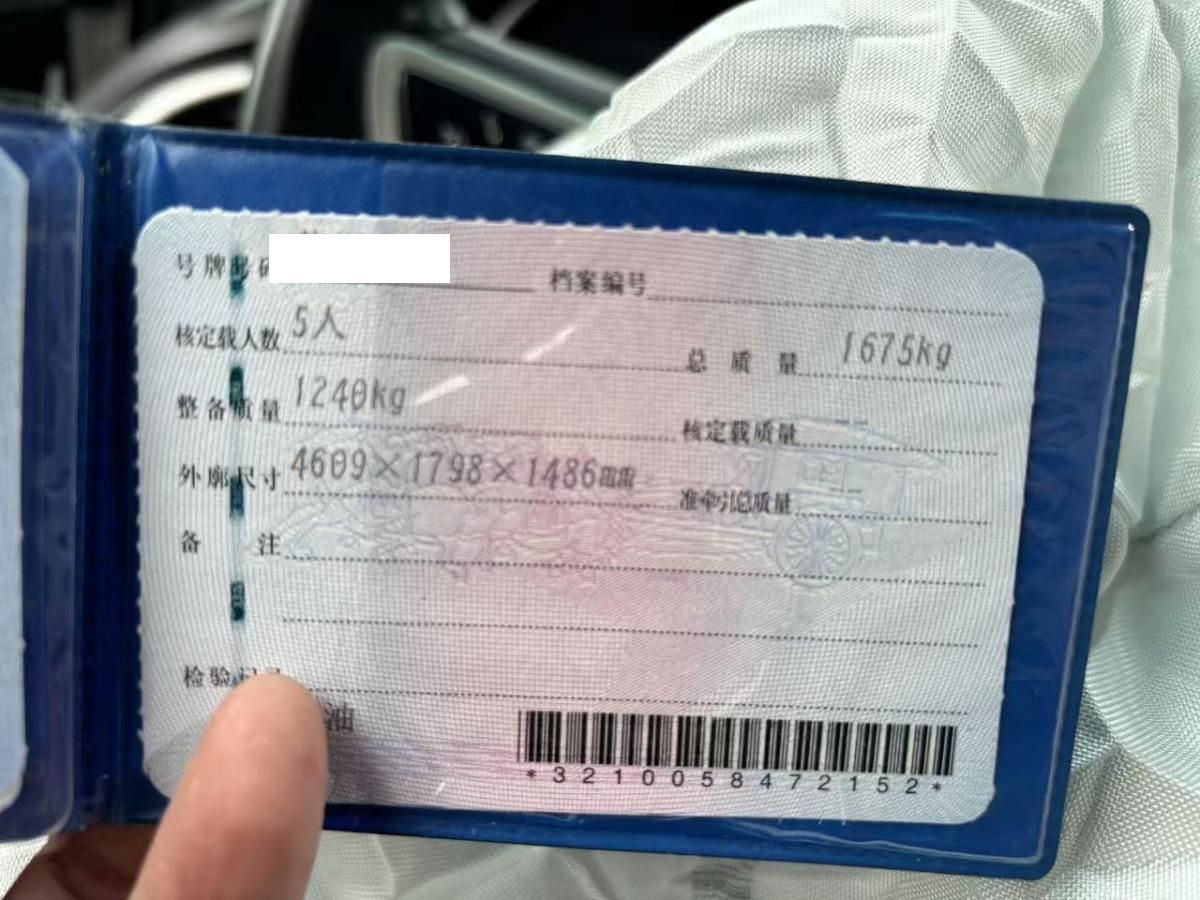 号牌号码 档案编号
核定载人数 5人 总质量 1675kg
整备质量 1240kg 核定载质量 --
外廓尺寸 4609×1798×1486mm 准牵引总质量 --
备注
检验记录
油
*3210058472152*